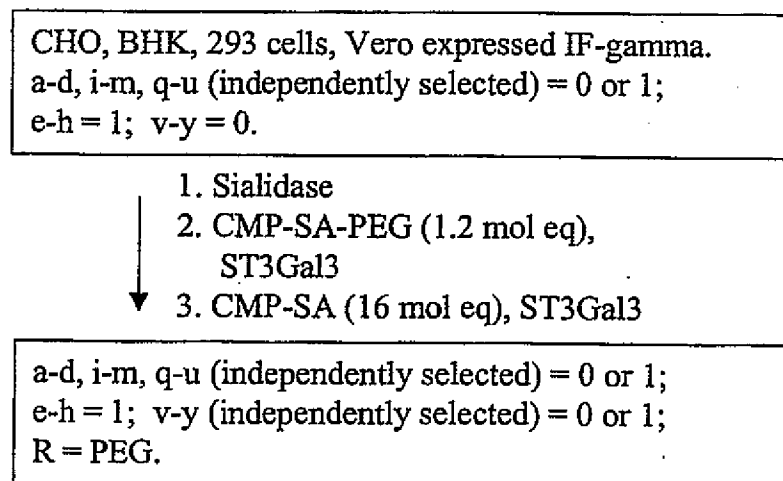 CHO, BHK, 293 cells, Vero expressed IF-gamma.
a-d, i-m, q-u (independently selected) = 0 or 1;
e-h = 1; v-y = 0.
1. Sialidase
2. CMP-SA-PEG (1.2 mol eq),
ST3Gal3
3. CMP-SA (16 mol eq), ST3Gal3
a-d, i-m, q-u (independently selected) = 0 or 1;
e-h = 1; v-y (independently selected) = 0 or 1;
R = PEG.